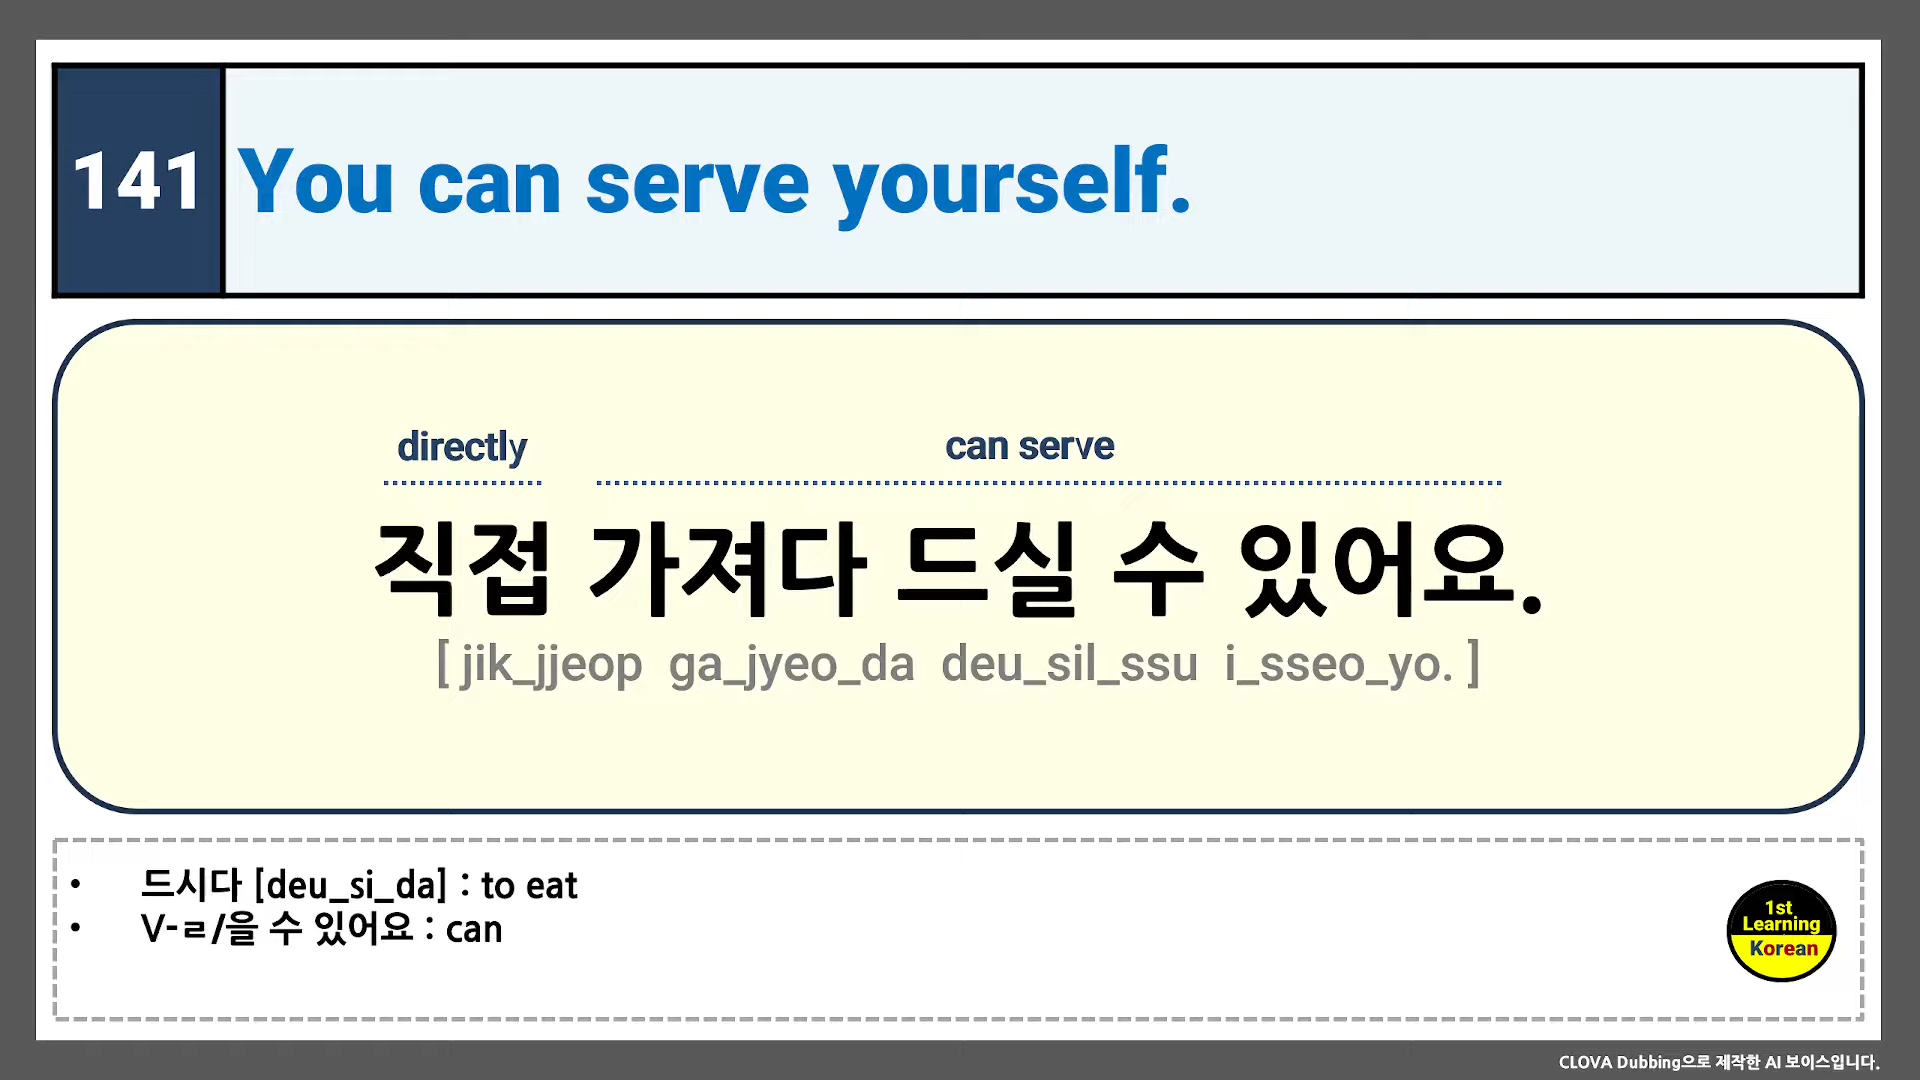 141
You can serve yourself.
directly can serve
직접 가져다 드실 수 있어요.
[ jik_jjeop ga_jyeo_da deu_sil_ssu i_sseo_yo. ]
• 드시다 [deu_si_da] : to eat
• V-ㄹ/을 수 있어요 : can
1st
Learning
Korean
CLOVA Dubbing으로 제작한 AI 보이스입니다.